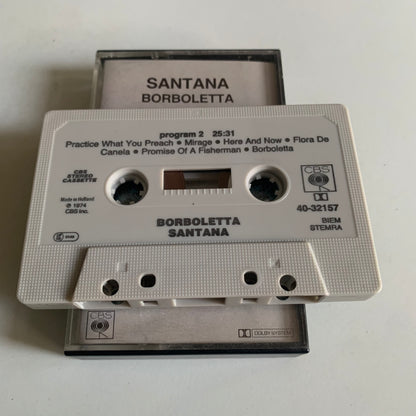 SANTANA
BORBOLETTA
program 2 25:31
Practice What You Preach • Mirage • Here And Now • Flora De
Canela • Promise Of A Fisherman • Borboletta
CBS
STEREO
CASSETTE
CBS
Made in Holland
℗ 1974
CBS Inc.
40-32157
BIEM
STEMRA
BORBOLETTA
SANTANA
CBS
DOLBY SYSTEM